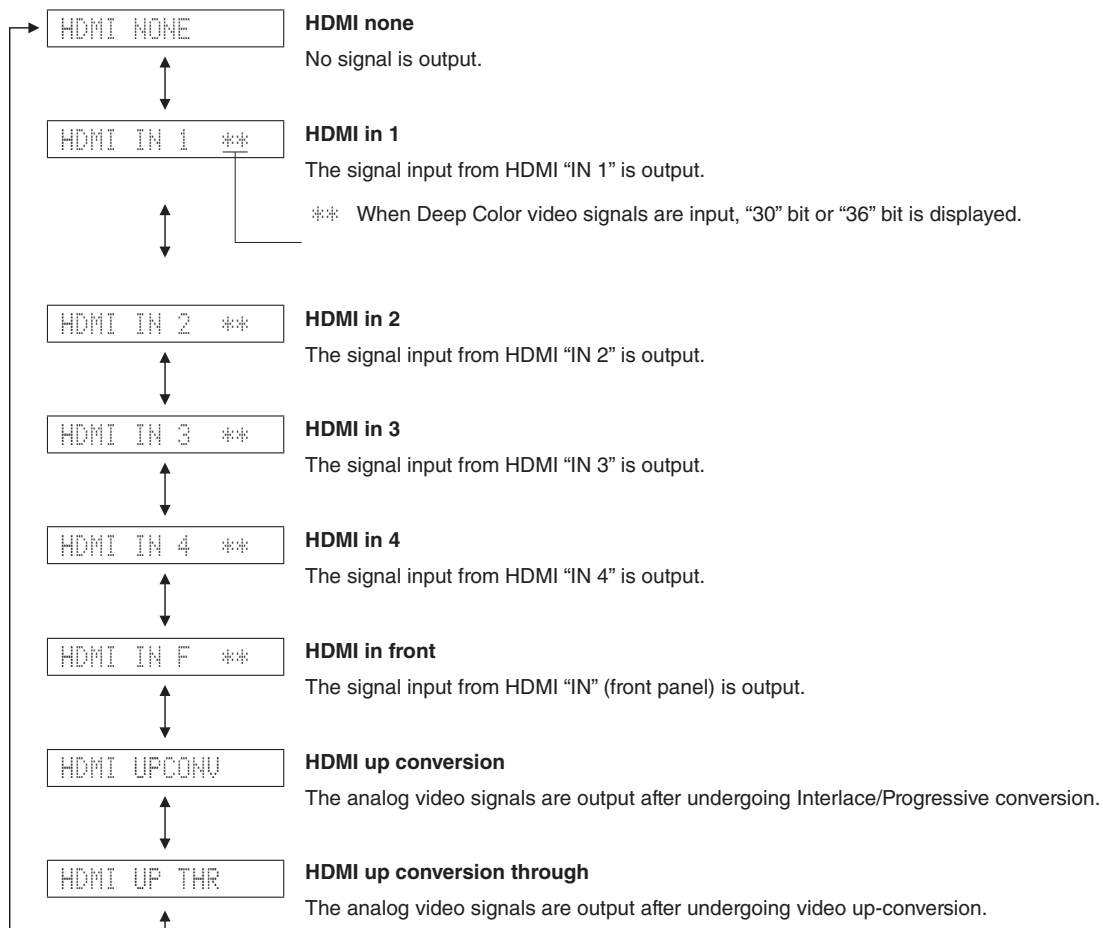 HDMI NONE
HDMI none
No signal is output.
HDMI IN 1 **
HDMI in 1
The signal input from HDMI “IN 1” is output.
** When Deep Color video signals are input, “30” bit or “36” bit is displayed.
HDMI IN 2 **
HDMI in 2
The signal input from HDMI “IN 2” is output.
HDMI IN 3 **
HDMI in 3
The signal input from HDMI “IN 3” is output.
HDMI IN 4 **
HDMI in 4
The signal input from HDMI “IN 4” is output.
HDMI IN F **
HDMI in front
The signal input from HDMI “IN” (front panel) is output.
HDMI UPCONV
HDMI up conversion
The analog video signals are output after undergoing Interlace/Progressive conversion.
HDMI UP THR
HDMI up conversion through
The analog video signals are output after undergoing video up-conversion.